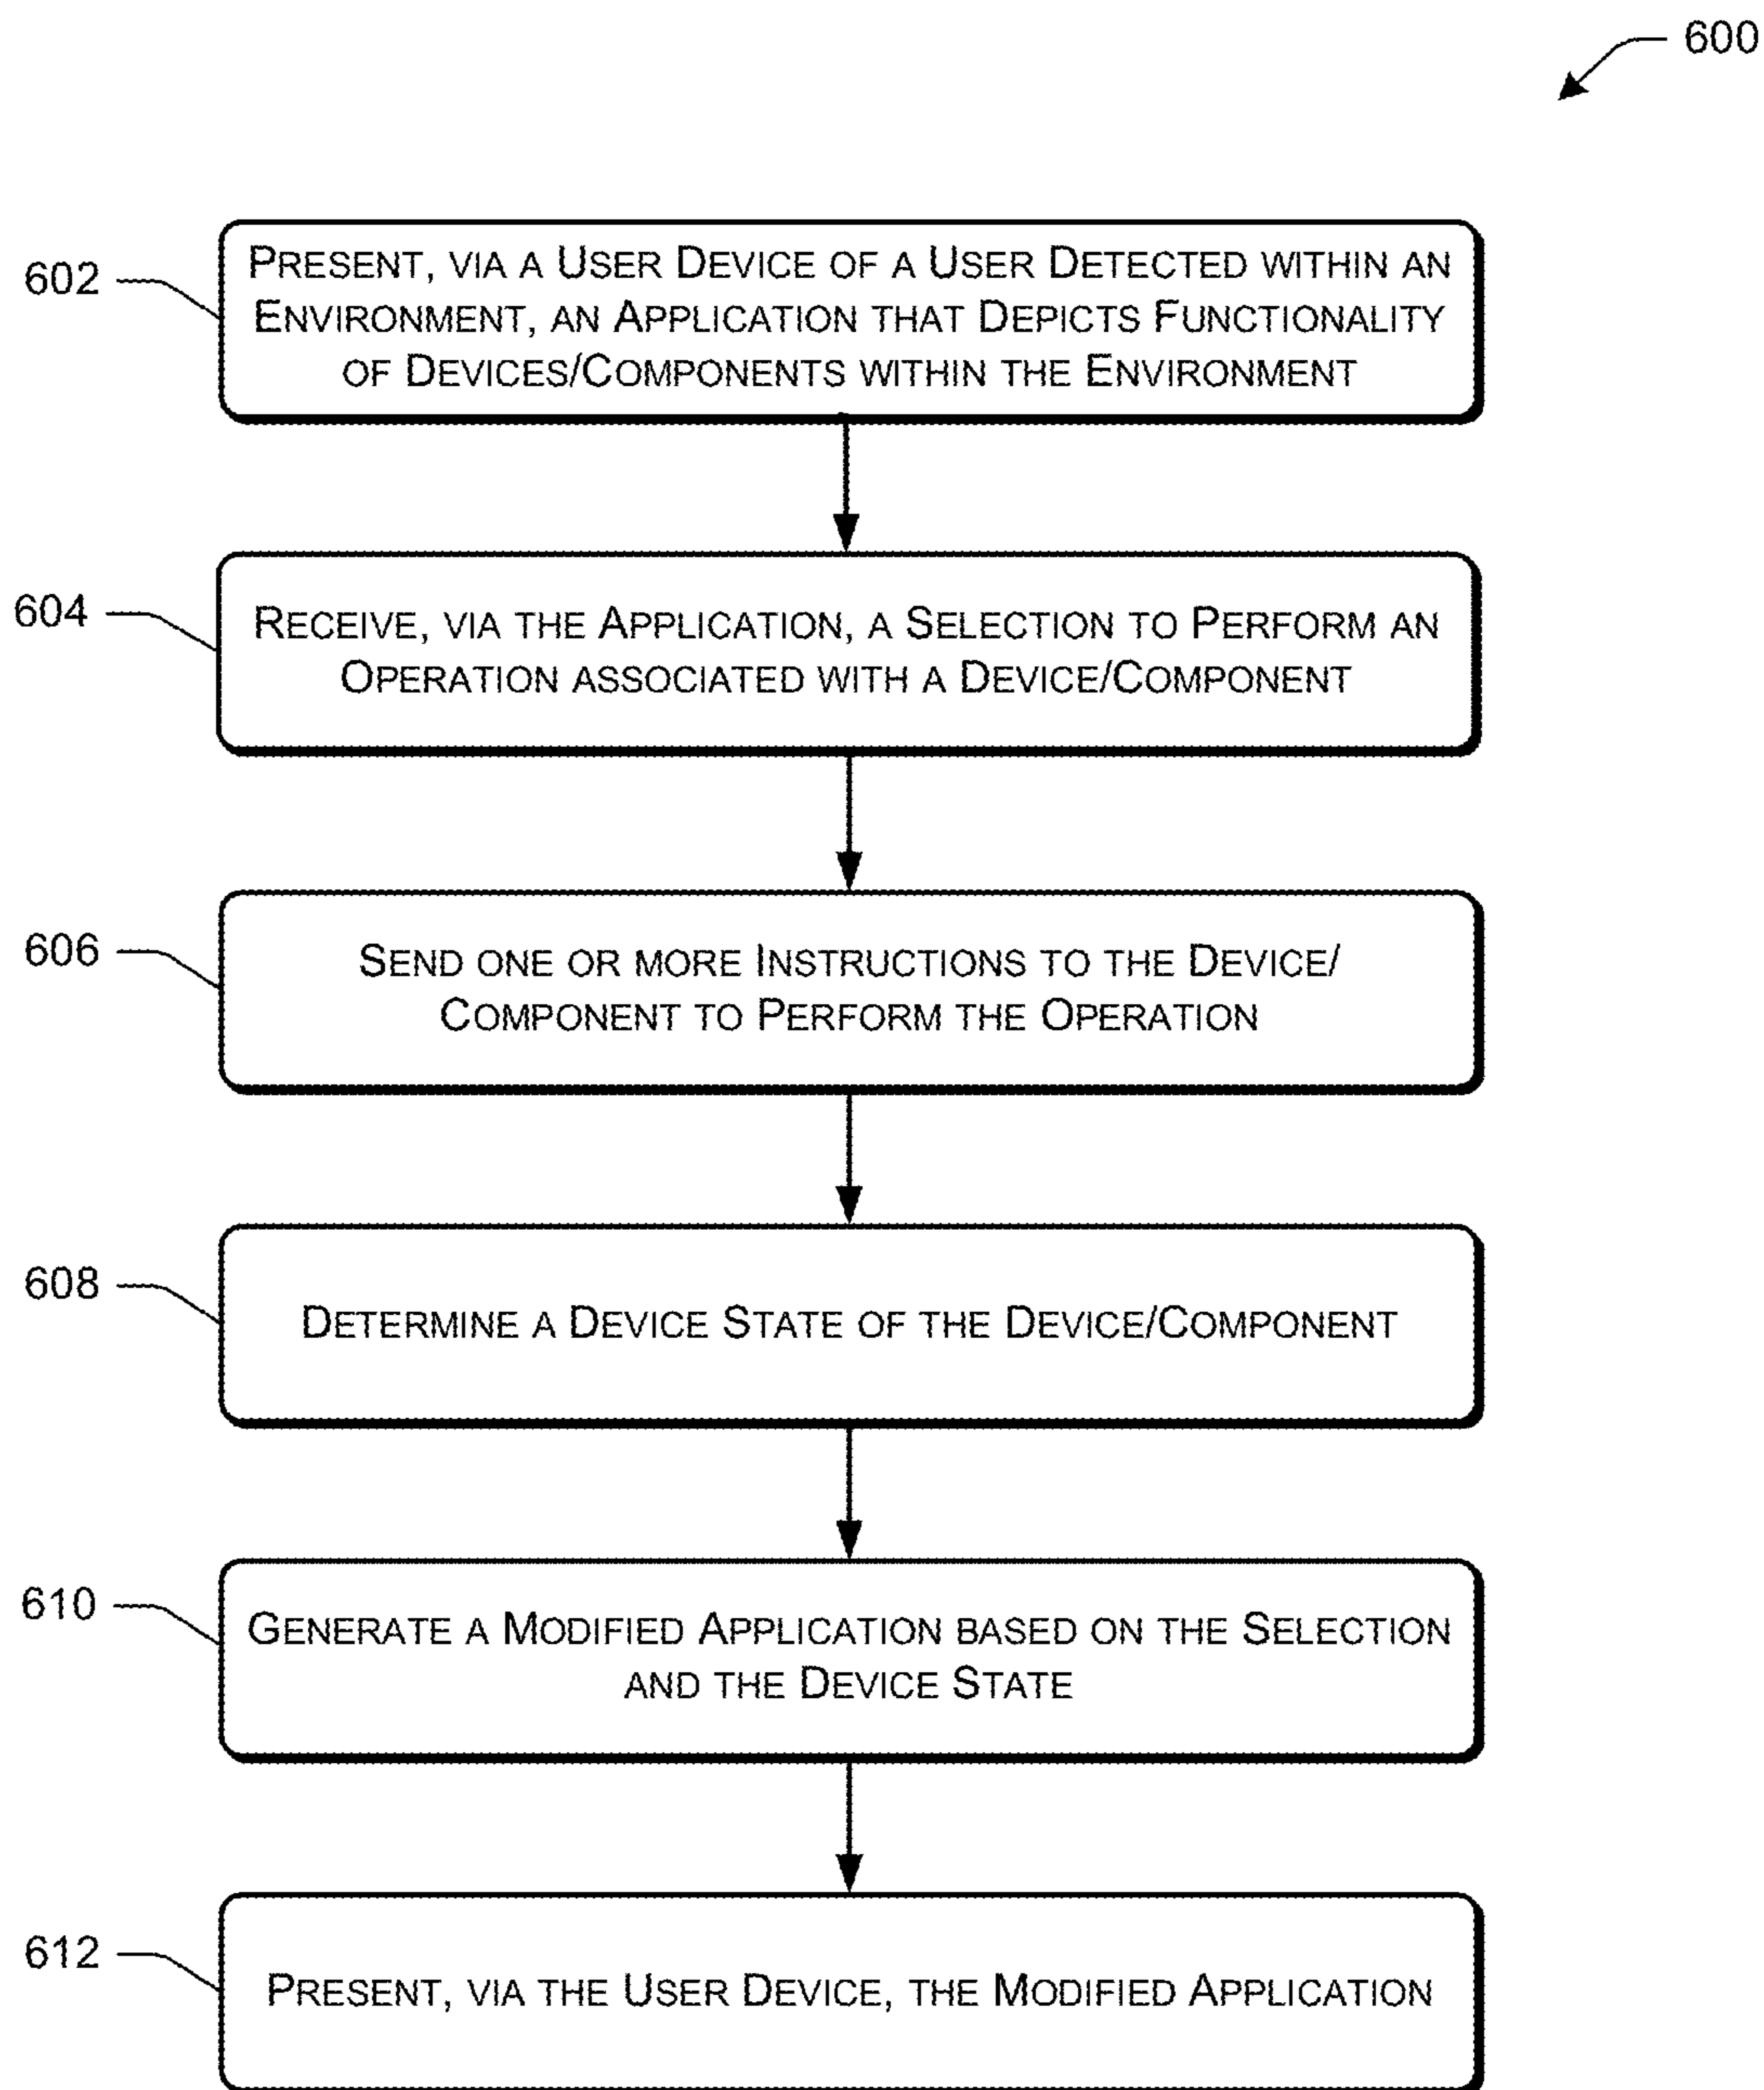 600
602
PRESENT, VIA A USER DEVICE OF A USER DETECTED WITHIN AN
ENVIRONMENT, AN APPLICATION THAT DEPICTS FUNCTIONALITY
OF DEVICES/COMPONENTS WITHIN THE ENVIRONMENT
604
RECEIVE, VIA THE APPLICATION, A SELECTION TO PERFORM AN
OPERATION ASSOCIATED WITH A DEVICE/COMPONENT
606
SEND ONE OR MORE INSTRUCTIONS TO THE DEVICE/
COMPONENT TO PERFORM THE OPERATION
608
DETERMINE A DEVICE STATE OF THE DEVICE/COMPONENT
610
GENERATE A MODIFIED APPLICATION BASED ON THE SELECTION
AND THE DEVICE STATE
612
PRESENT, VIA THE USER DEVICE, THE MODIFIED APPLICATION